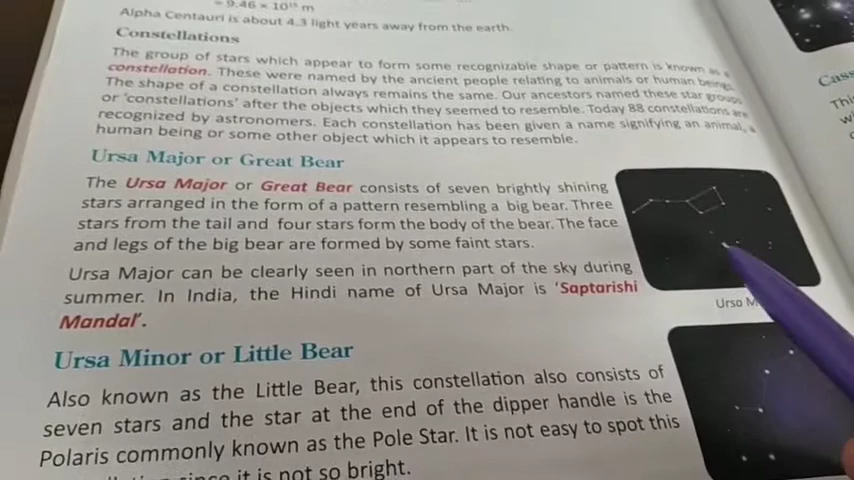 = 9.46 × 10¹⁵ m
Alpha Centauri is about 4.3 light years away from the earth.
Constellations
The group of stars which appear to form some recognizable shape or pattern is known as a
constellation. These were named by the ancient people relating to animals or human beings.
The shape of a constellation always remains the same. Our ancestors named these star groups
or 'constellations' after the objects which they seemed to resemble. Today 88 constellations are
recognized by astronomers. Each constellation has been given a name signifying an animal, a
human being or some other object which it appears to resemble.
Ursa Major or Great Bear
The Ursa Major or Great Bear consists of seven brightly shining
stars arranged in the form of a pattern resembling a big bear. Three
stars from the tail and four stars form the body of the bear. The face
and legs of the big bear are formed by some faint stars.
Ursa Major can be clearly seen in northern part of the sky during
summer. In India, the Hindi name of Ursa Major is 'Saptarishi
Mandal'.
Ursa
Ursa Minor or Little Bear
Also known as the Little Bear, this constellation also consists of
seven stars and the star at the end of the dipper handle is the
Polaris commonly known as the Pole Star. It is not easy to spot this
since it is not so bright.
Cass